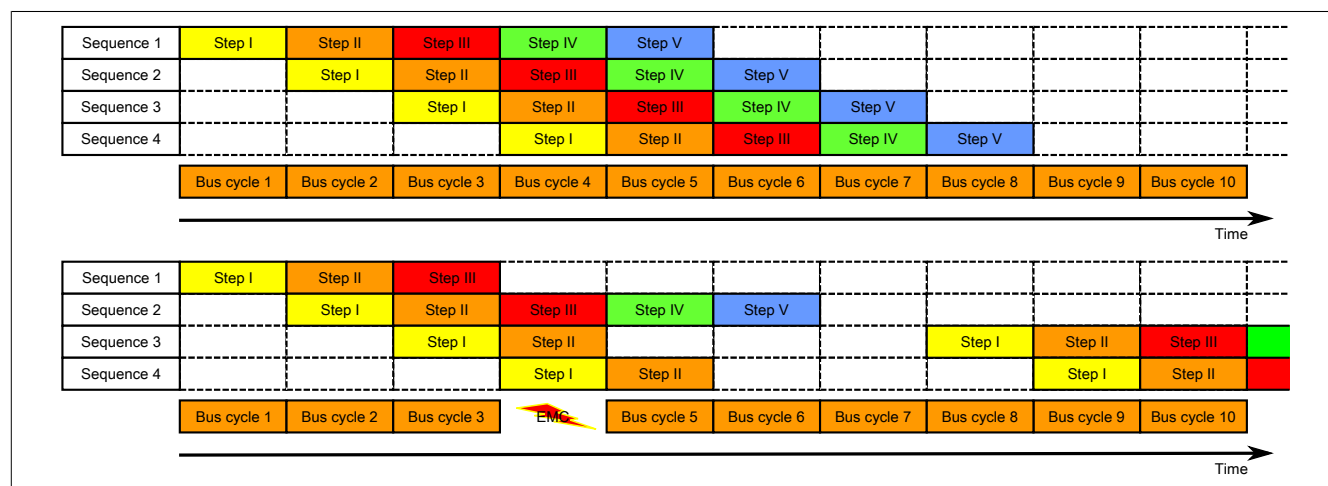 Sequence 1 Step I Step II Step III Step IV Step V
Sequence 2 Step I Step II Step III Step IV Step V
Sequence 3 Step I Step II Step III Step IV Step V
Sequence 4 Step I Step II Step III Step IV Step V
Bus cycle 1 Bus cycle 2 Bus cycle 3 Bus cycle 4 Bus cycle 5 Bus cycle 6 Bus cycle 7 Bus cycle 8 Bus cycle 9 Bus cycle 10
Time
Sequence 1 Step I Step II Step III
Sequence 2 Step I Step II Step III Step IV Step V
Sequence 3 Step I Step II Step I Step II Step III
Sequence 4 Step I Step II Step I Step II
Bus cycle 1 Bus cycle 2 Bus cycle 3 EMC Bus cycle 5 Bus cycle 6 Bus cycle 7 Bus cycle 8 Bus cycle 9 Bus cycle 10
Time